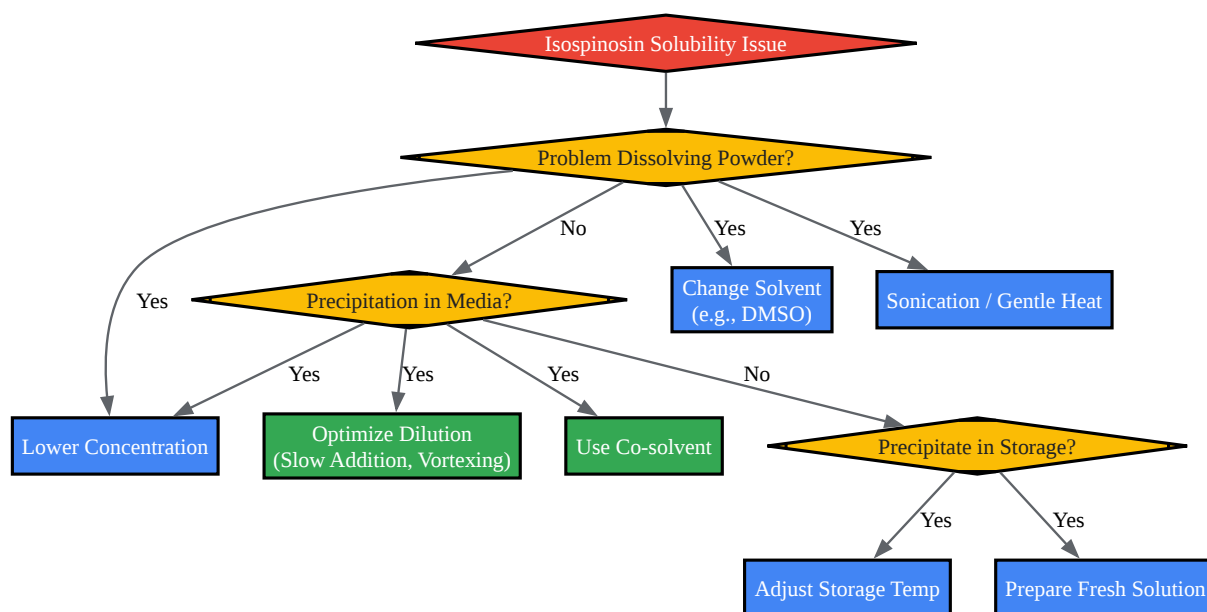 Isospinosin Solubility Issue
Problem Dissolving Powder?
No
Yes
Yes
Yes
Precipitation in Media?
Change Solvent
(e.g., DMSO)
Sonication / Gentle Heat
Yes
Yes
Yes
No
Lower Concentration
Optimize Dilution
(Slow Addition, Vortexing)
Use Co-solvent
Precipitate in Storage?
Yes
Yes
Adjust Storage Temp
Prepare Fresh Solution